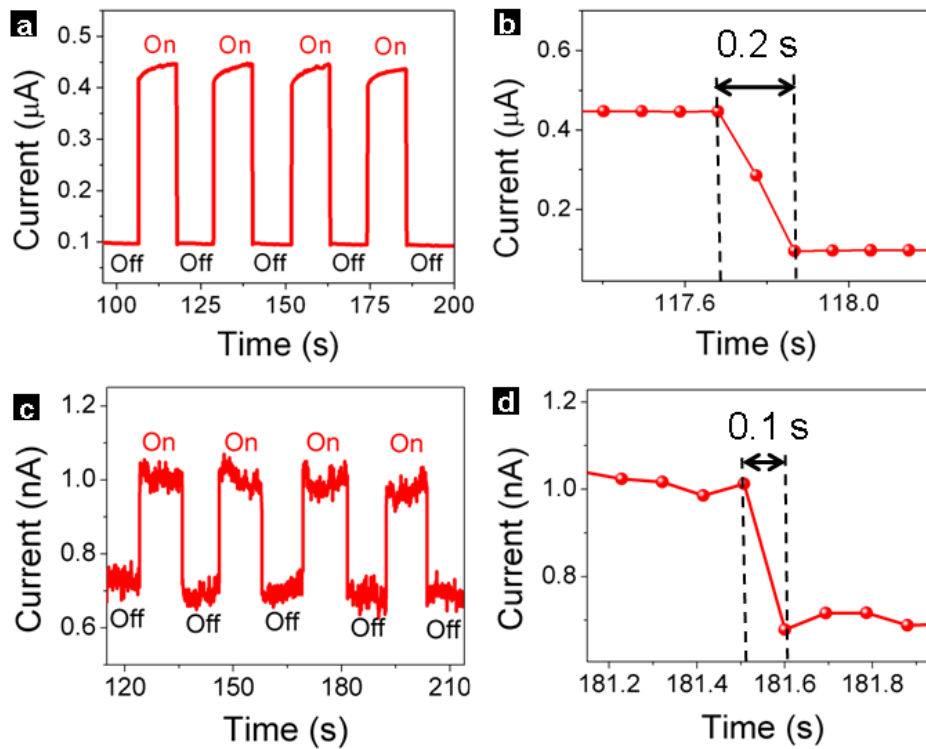 a
0.5
0.4
0.3
0.2
0.1
Current (μA)
On On On On
Off Off Off Off Off
100 125 150 175 200
Time (s)
b
0.6
0.4
0.2
Current (μA)
0.2 s
117.6 118.0
Time (s)
c
1.2
1.0
0.8
0.6
Current (nA)
On On On On
Off Off Off Off Off
120 150 180 210
Time (s)
d
1.2
1.0
0.8
Current (nA)
0.1 s
181.2 181.4 181.6 181.8
Time (s)